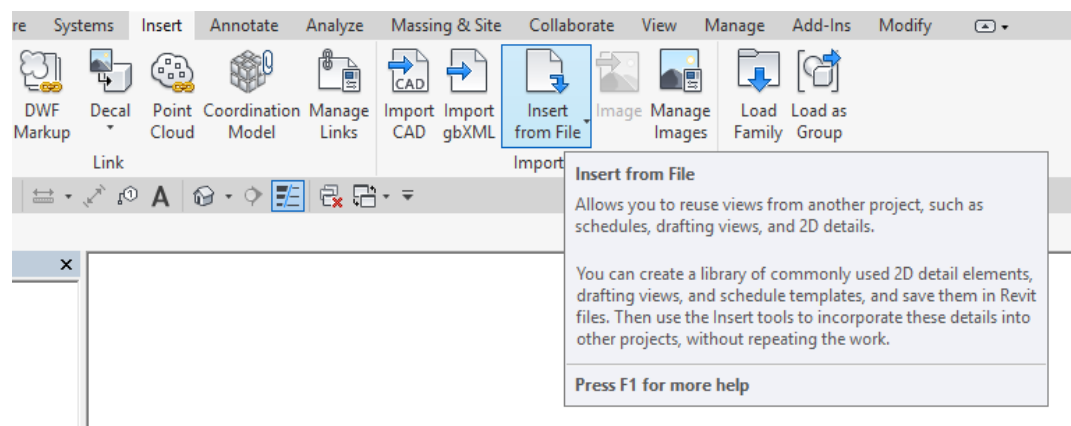 re Systems Insert Annotate Analyze Massing & Site Collaborate View Manage Add-Ins Modify
DWF Decal Point Coordination Manage Import Import Insert Image Manage Load Load as
Markup Cloud Model Links CAD gbXML from File Images Family Group
CAD
Link Import
A
Insert from File
Allows you to reuse views from another project, such as
schedules, drafting views, and 2D details.
You can create a library of commonly used 2D detail elements,
drafting views, and schedule templates, and save them in Revit
files. Then use the Insert tools to incorporate these details into
other projects, without repeating the work.
Press F1 for more help